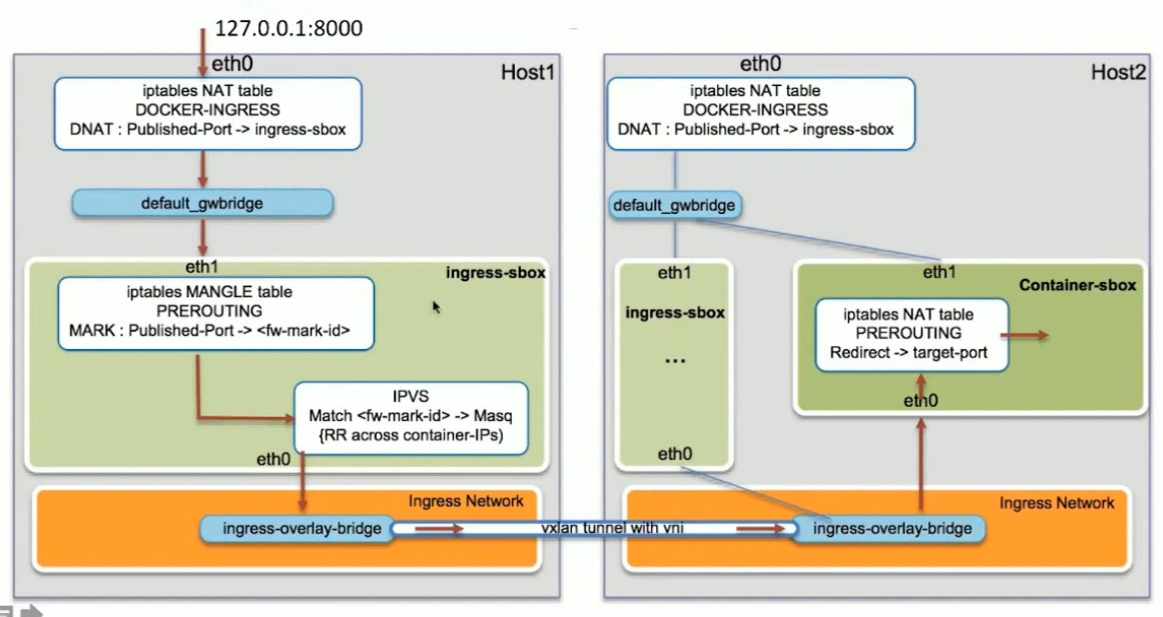 127.0.0.1:8000
eth0
Host1
iptables NAT table
DOCKER-INGRESS
DNAT : Published-Port -> ingress-sbox
default_gwbridge
eth1
ingress-sbox
iptables MANGLE table
PREROUTING
MARK : Published-Port -> <fw-mark-id>
IPVS
Match <fw-mark-id> -> Masq
{RR across container-IPs)
eth0
Ingress Network
ingress-overlay-bridge
vxlan tunnel with vni
eth0
Host2
iptables NAT table
DOCKER-INGRESS
DNAT : Published-Port -> ingress-sbox
default_gwbridge
eth1
ingress-sbox
...
eth0
eth1
Container-sbox
iptables NAT table
PREROUTING
Redirect -> target-port
eth0
Ingress Network
ingress-overlay-bridge